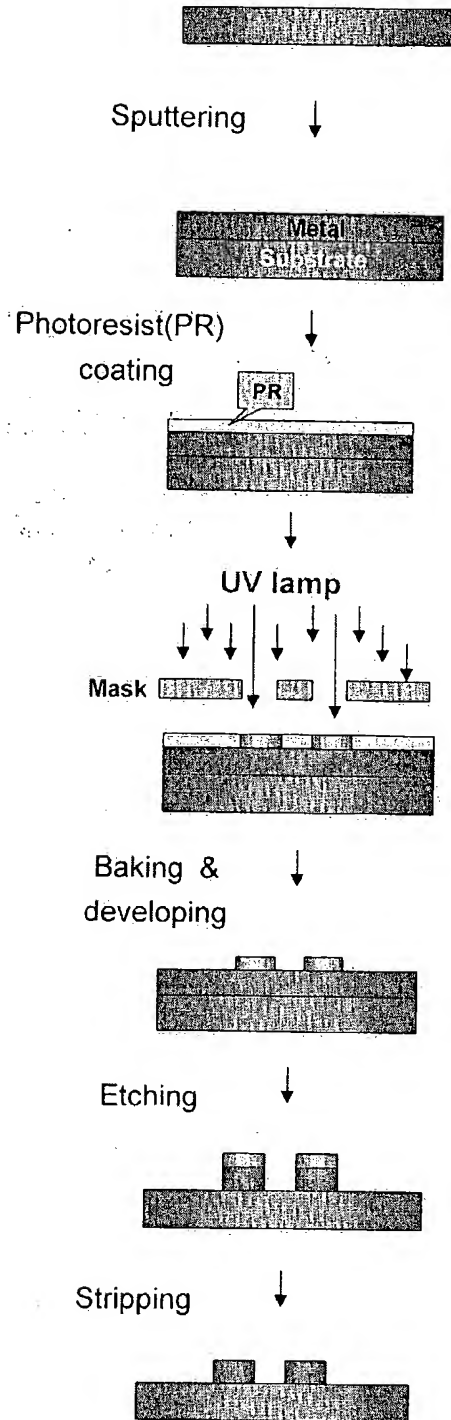 Sputtering
Metal
Substrate
Photoresist(PR)
coating
PR
UV lamp
Mask
Baking &
developing
Etching
Stripping